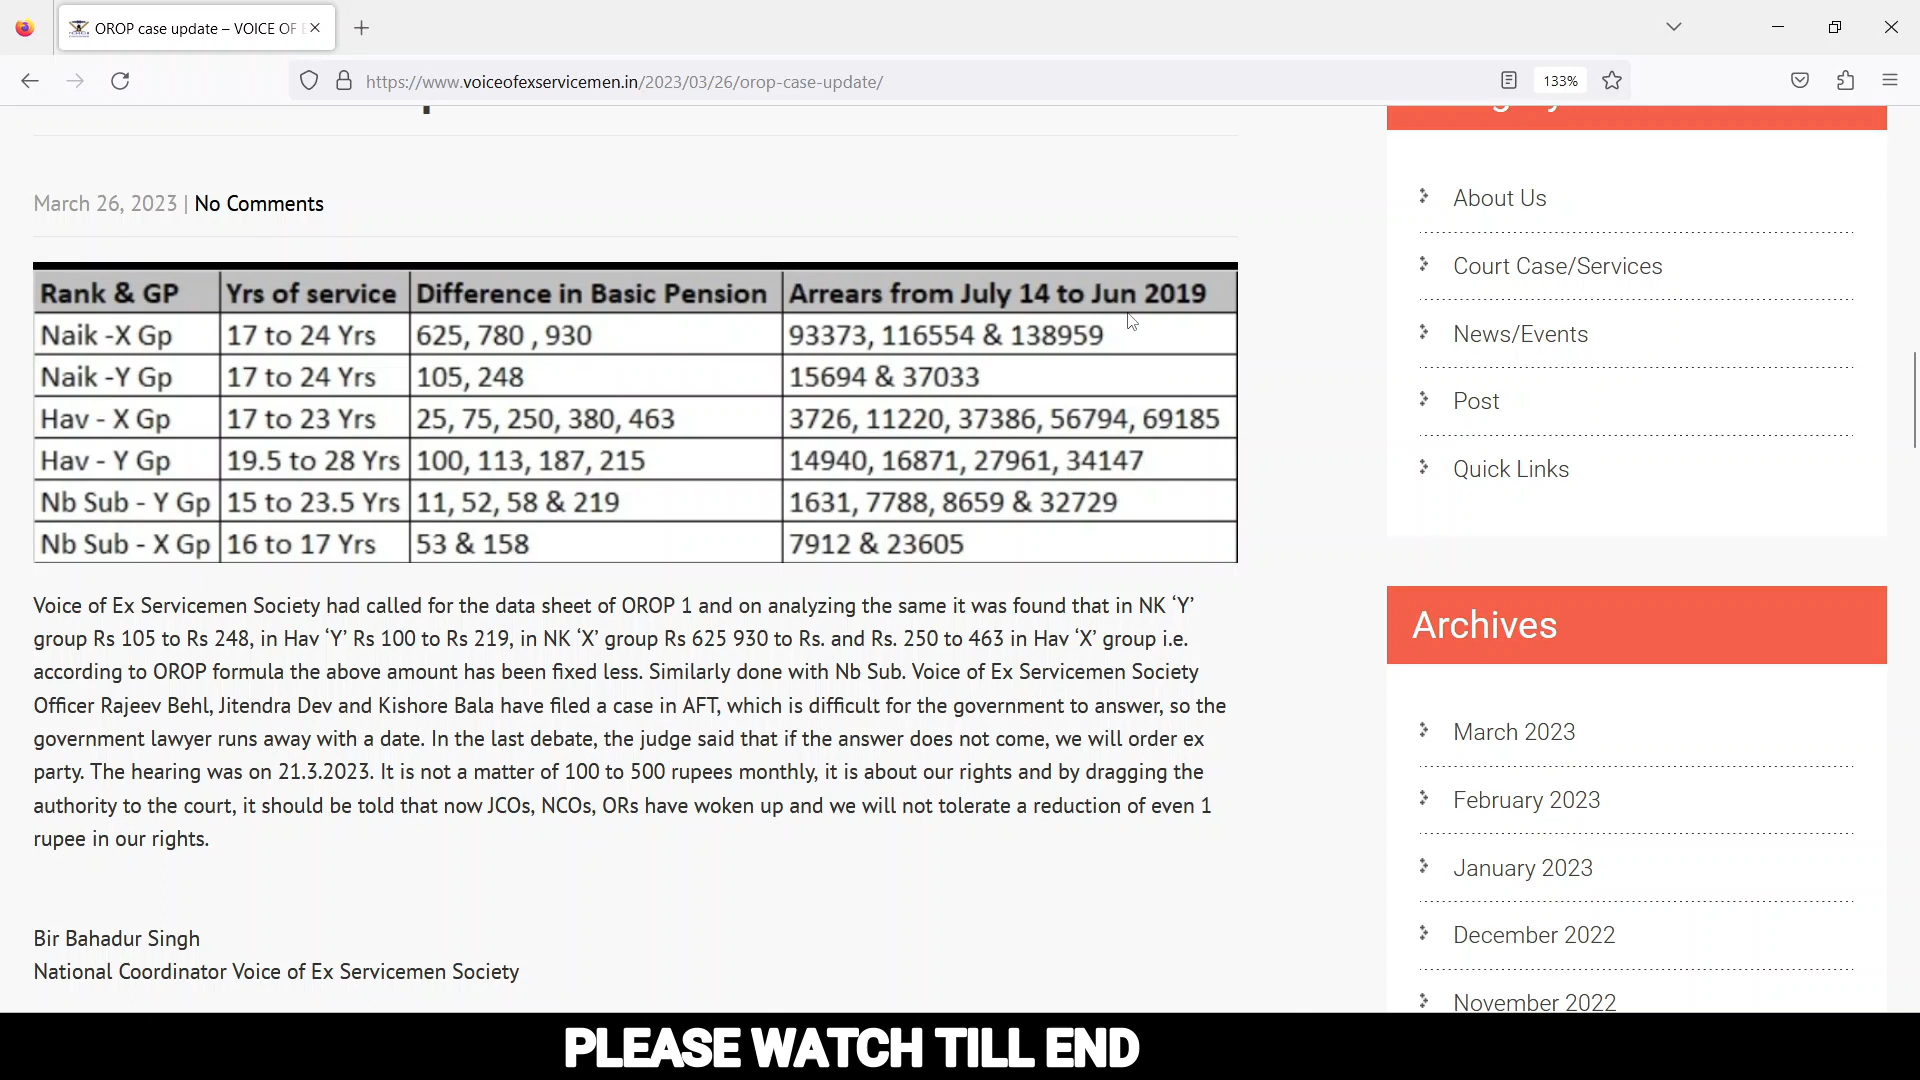 OROP case update – VOICE OF
https://www.voiceofexservicemen.in/2023/03/26/orop-case-update/
133%
March 26, 2023 | No Comments
Rank & GP Yrs of service Difference in Basic Pension Arrears from July 14 to Jun 2019
Naik -X Gp 17 to 24 Yrs 625, 780 , 930 93373, 116554 & 138959
Naik -Y Gp 17 to 24 Yrs 105, 248 15694 & 37033
Hav - X Gp 17 to 23 Yrs 25, 75, 250, 380, 463 3726, 11220, 37386, 56794, 69185
Hav - Y Gp 19.5 to 28 Yrs 100, 113, 187, 215 14940, 16871, 27961, 34147
Nb Sub - Y Gp 15 to 23.5 Yrs 11, 52, 58 & 219 1631, 7788, 8659 & 32729
Nb Sub - X Gp 16 to 17 Yrs 53 & 158 7912 & 23605
Voice of Ex Servicemen Society had called for the data sheet of OROP 1 and on analyzing the same it was found that in NK ‘Y’
group Rs 105 to Rs 248, in Hav ‘Y’ Rs 100 to Rs 219, in NK ‘X’ group Rs 625 930 to Rs. and Rs. 250 to 463 in Hav ‘X’ group i.e.
according to OROP formula the above amount has been fixed less. Similarly done with Nb Sub. Voice of Ex Servicemen Society
Officer Rajeev Behl, Jitendra Dev and Kishore Bala have filed a case in AFT, which is difficult for the government to answer, so the
government lawyer runs away with a date. In the last debate, the judge said that if the answer does not come, we will order ex
party. The hearing was on 21.3.2023. It is not a matter of 100 to 500 rupees monthly, it is about our rights and by dragging the
authority to the court, it should be told that now JCOs, NCOs, ORs have woken up and we will not tolerate a reduction of even 1
rupee in our rights.
Bir Bahadur Singh
National Coordinator Voice of Ex Servicemen Society
About Us
Court Case/Services
News/Events
Post
Quick Links
Archives
March 2023
February 2023
January 2023
December 2022
November 2022
PLEASE WATCH TILL END